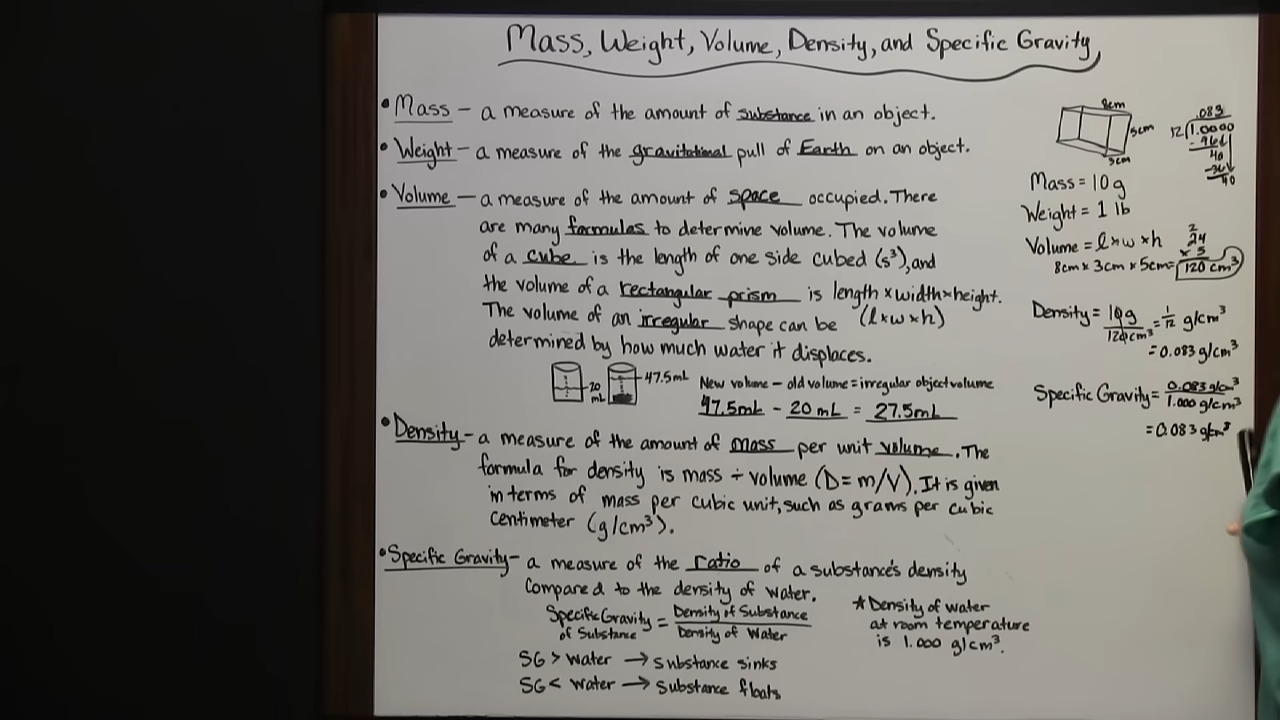 Mass, Weight, Volume, Density, and Specific Gravity
• Mass – a measure of the amount of substance in an object.
• Weight – a measure of the gravitational pull of Earth on an object.
• Volume – a measure of the amount of space occupied. There
are many formulas to determine volume. The volume
of a cube is the length of one side cubed (s³), and
the volume of a rectangular prism is length × width × height.
(l×w×h)
The volume of an irregular shape can be
determined by how much water it displaces.
20 mL
47.5mL
New volume – old volume = irregular object volume
47.5mL - 20 mL = 27.5mL
• Density – a measure of the amount of mass per unit volume. The
formula for density is mass ÷ volume (D = m/V). It is given
in terms of mass per cubic unit, such as grams per cubic
centimeter (g/cm³).
• Specific Gravity – a measure of the ratio of a substance's density
compared to the density of water.
Specific Gravity of Substance = Density of Substance / Density of Water
SG > water → substance sinks
SG < water → substance floats
* Density of water
at room temperature
is 1.000 g/cm³.
8cm
5cm
3cm
.083
12 1.0000
- 96
40
- 36
40
Mass = 10g
Weight = 1 lb
Volume = l×w×h
8cm × 3cm × 5cm = 120 cm³
2
24
× 5
Density = 10g / 120cm³ = 1/12 g/cm³
= 0.083 g/cm³
Specific Gravity = 0.083 g/cm³ / 1.000 g/cm³
= 0.083 g/cm³